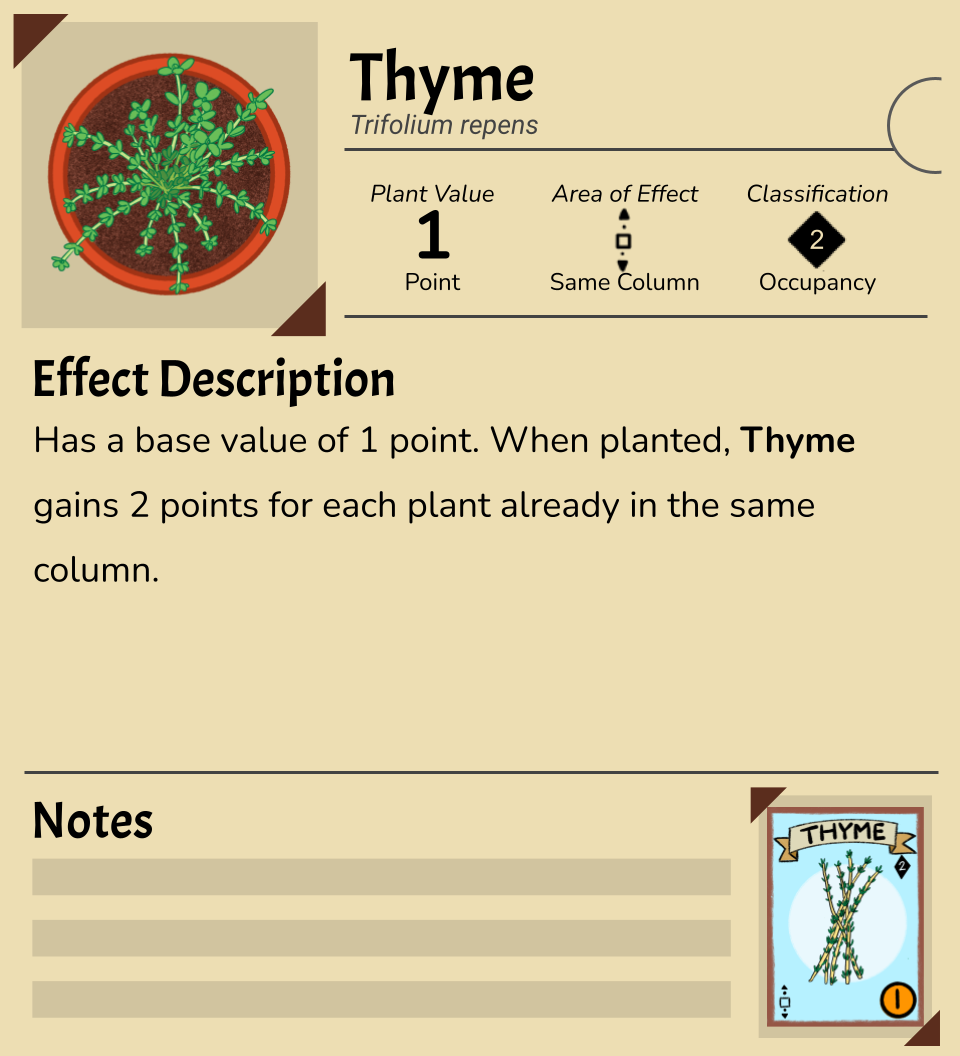 Thyme
Trifolium repens
Plant Value
Area of Effect
Classification
1
2
Point
Same Column
Occupancy
Effect Description
Has a base value of 1 point. When planted, Thyme
gains 2 points for each plant already in the same
column.
Notes
THYME
2
1